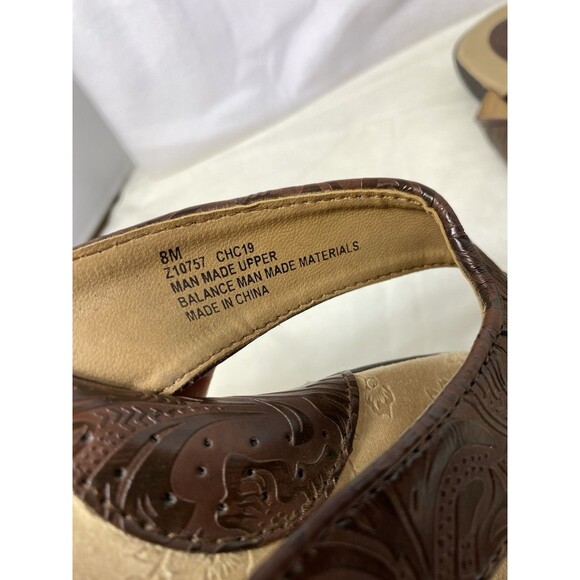 8M
Z10757 CHC19
MAN MADE UPPER
BALANCE MAN MADE MATERIALS
MADE IN CHINA